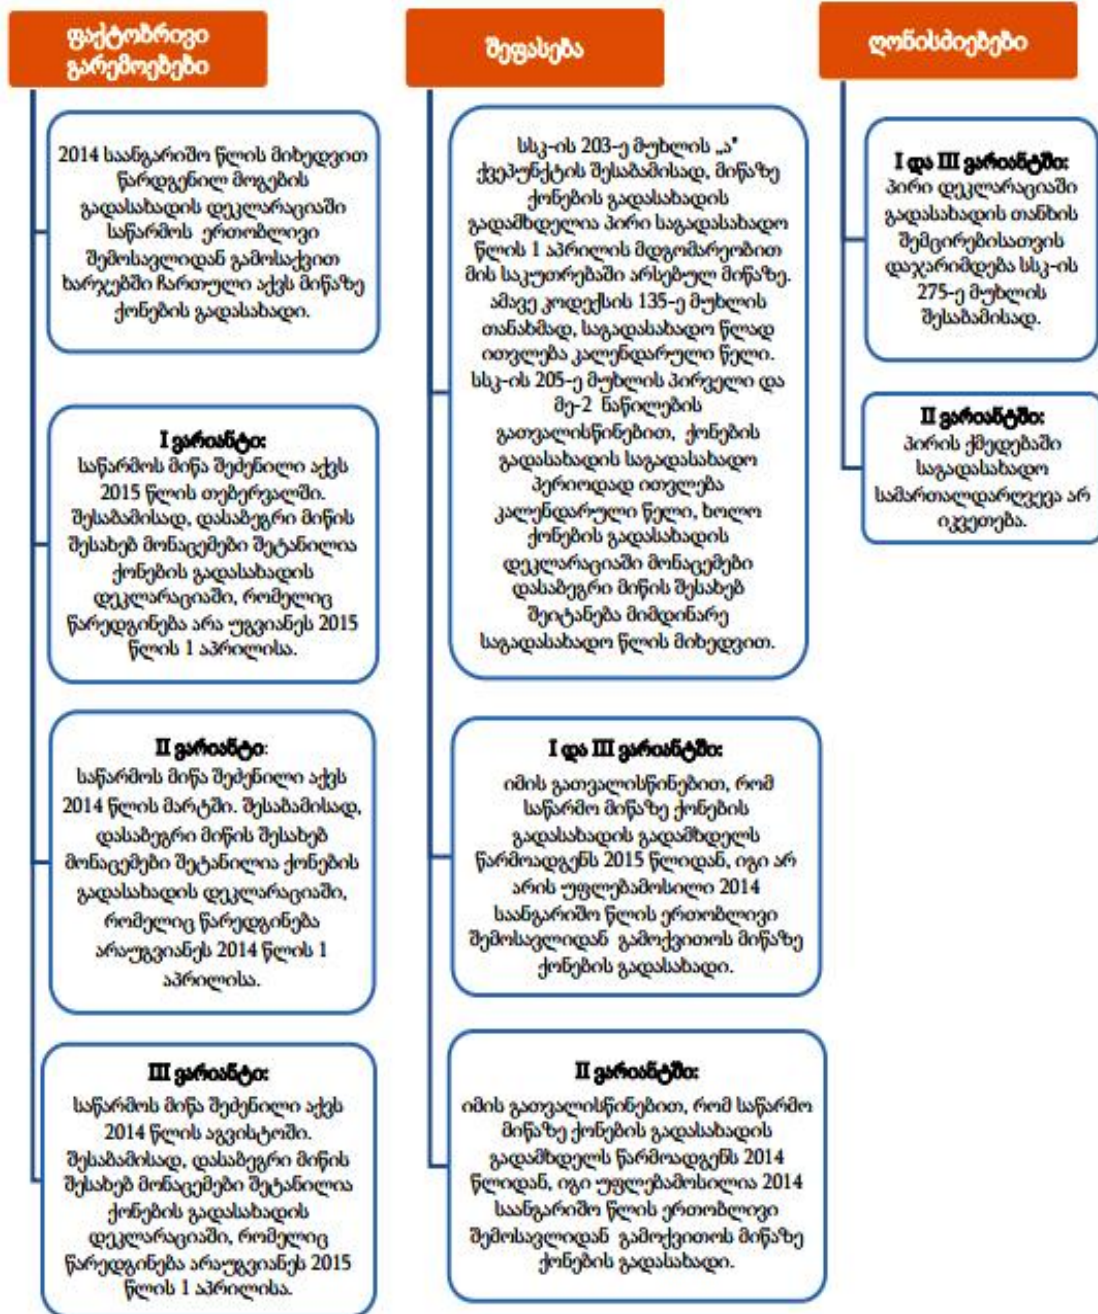 ფაქტობრივი
გარემოებები
2014 საანგარიშო წლის მიხედვით
წარდგენილ მოგების
გადასახადის დეკლარაციაში
საწარმოს ერთობლივი
შემოსავლიდან გამოსაქვით
ხარჯებში ჩართული აქვს მიწაზე
ქონების გადასახადი.
I ვარიანტი:
საწარმოს მიწა შეძენილი აქვს
2015 წლის თებერვალში.
შესაბამისად, დასაბეგრი მიწის
შესახებ მონაცემები შეტანილია
ქონების გადასახადის
დეკლარაციაში, რომელიც
წარედგინება არა უგვიანეს 2015
წლის 1 აპრილისა.
II ვარიანტი:
საწარმოს მიწა შეძენილი აქვს
2014 წლის მარტში. შესაბამისად,
დასაბეგრი მიწის შესახებ
მონაცემები შეტანილია ქონების
გადასახადის დეკლარაციაში,
რომელიც წარედგინება
არაუგვიანეს 2014 წლის 1
აპრილისა.
III ვარიანტი:
საწარმოს მიწა შეძენილი აქვს
2014 წლის აგვისტოში.
შესაბამისად, დასაბეგრი მიწის
შესახებ მონაცემები შეტანილია
ქონების გადასახადის
დეკლარაციაში, რომელიც
წარედგინება არაუგვიანეს 2015
წლის 1 აპრილისა.
შეფასება
სსკ-ის 203-ე მუხლის „ა"
ქვეპუნქტის შესაბამისად, მიწაზე
ქონების გადასახადის
გადამხდელია პირი საგადასახადო
წლის 1 აპრილის მდგომარეობით
მის საკუთრებაში არსებულ მიწაზე.
ამავე კოდექსის 135-ე მუხლის
თანახმად, საგადასახადო წლად
ითვლება კალენდარული წელი.
სსკ-ის 205-ე მუხლის პირველი და
მე-2 ნაწილების
გათვალისწინებით, ქონების
გადასახადის საგადასახადო
პერიოდად ითვლება
კალენდარული წელი, ხოლო
ქონების გადასახადის
დეკლარაციაში მონაცემები
დასაბეგრი მიწის შესახებ
შეიტანება მიმდინარე
საგადასახადო წლის მიხედვით.
I და III ვარიანტში:
იმის გათვალისწინებით, რომ
საწარმო მიწაზე ქონების
გადასახადის გადამხდელს
წარმოადგენს 2015 წლიდან, იგი არ
არის უფლებამოსილი 2014
საანგარიშო წლის ერთობლივი
შემოსავლიდან გამოქვითოს მიწაზე
ქონების გადასახადი.
II ვარიანტში:
იმის გათვალისწინებით, რომ საწარმო
მიწაზე ქონების გადასახადის
გადამხდელს წარმოადგენს 2014
წლიდან, იგი უფლებამოსილია 2014
საანგარიშო წლის ერთობლივი
შემოსავლიდან გამოქვითოს მიწაზე
ქონების გადასახადი.
ღონისძიებები
I და III ვარიანტში:
პირი დეკლარაციაში
გადასახადის თანხის
შემცირებისათვის
დაჯარიმდება სსკ-ის
275-ე მუხლის
შესაბამისად.
II ვარიანტში:
პირის ქმედებაში
საგადასახადო
სამართალდარღვევა არ
იკვეთება.